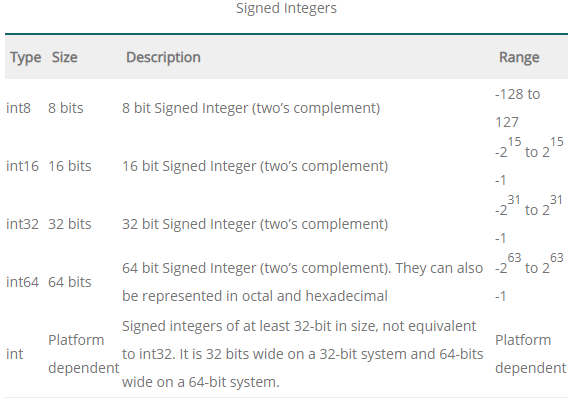 Signed Integers
Type Size Description Range
int8 8 bits 8 bit Signed Integer (two’s complement) -128 to
127
int16 16 bits 16 bit Signed Integer (two’s complement) -2^15 to 2^15
-1
int32 32 bits 32 bit Signed Integer (two’s complement) -2^31 to 2^31
-1
int64 64 bits 64 bit Signed Integer (two’s complement). They can also
be represented in octal and hexadecimal -2^63 to 2^63
-1
int Platform
dependent Signed integers of at least 32-bit in size, not equivalent
to int32. It is 32 bits wide on a 32-bit system and 64-bits
wide on a 64-bit system. Platform
dependent